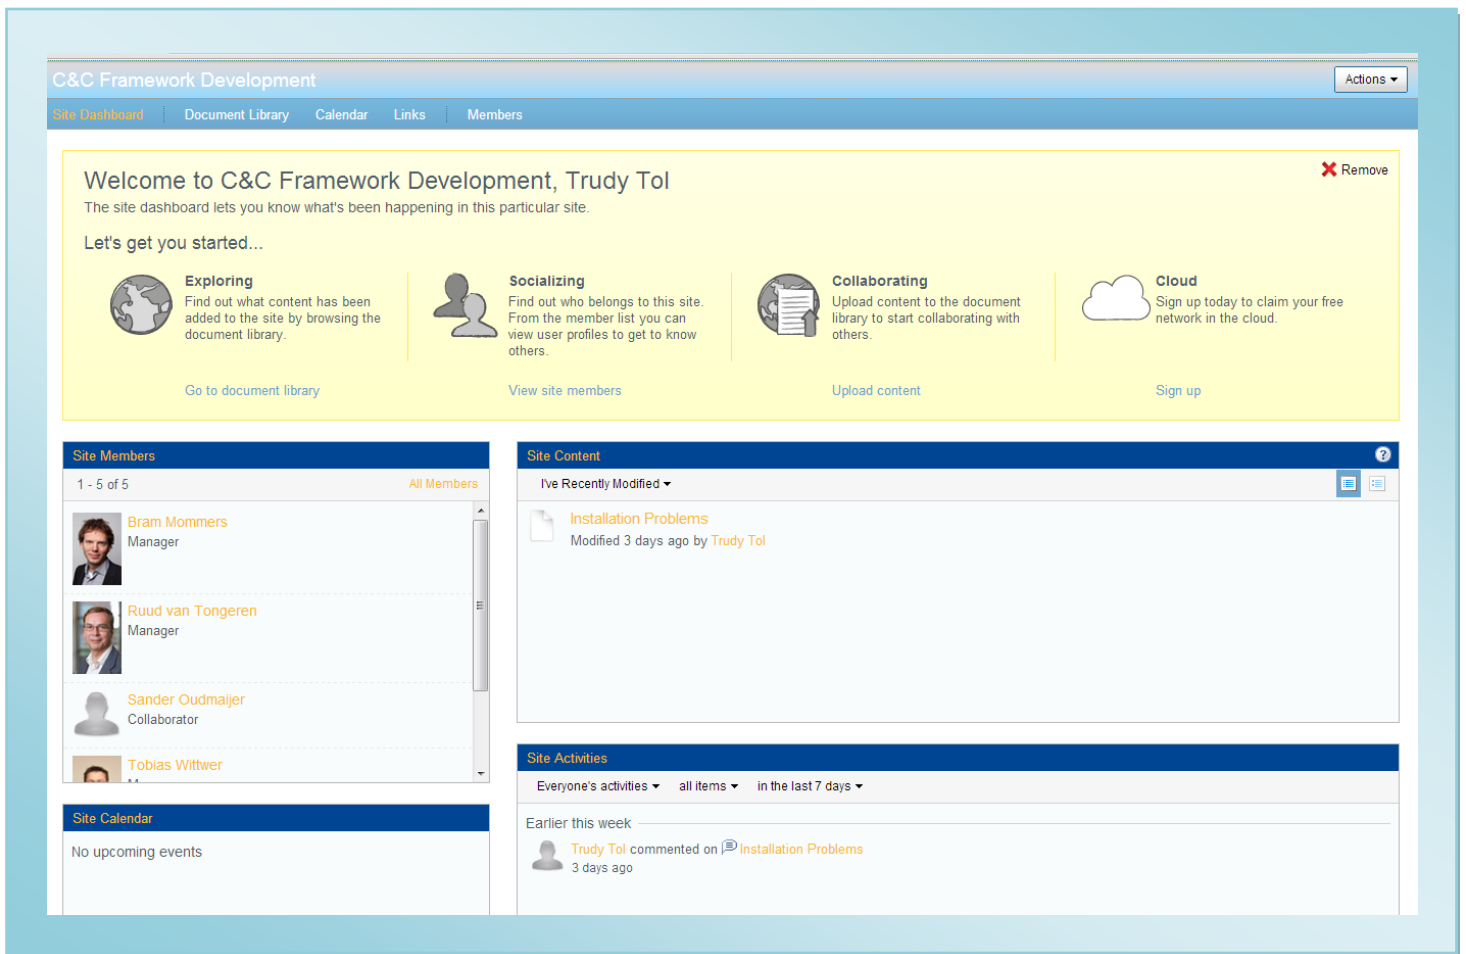 C&C Framework Development
Actions
Site Dashboard
Document Library
Calendar
Links
Members
Welcome to C&C Framework Development, Trudy Tol
Remove
The site dashboard lets you know what's been happening in this particular site.
Let's get you started...
Exploring
Find out what content has been
added to the site by browsing the
document library.
Go to document library
Socializing
Find out who belongs to this site.
From the member list you can
view user profiles to get to know
others.
View site members
Collaborating
Upload content to the document
library to start collaborating with
others.
Upload content
Cloud
Sign up today to claim your free
network in the cloud.
Sign up
Site Members
1 - 5 of 5
All Members
Bram Mommers
Manager
Ruud van Tongeren
Manager
Sander Oudmaijer
Collaborator
Tobias Wittwer
Site Calendar
No upcoming events
Site Content
?
I've Recently Modified
Installation Problems
Modified 3 days ago by Trudy Tol
Site Activities
Everyone's activities
all items
in the last 7 days
Earlier this week
Trudy Tol commented on Installation Problems
3 days ago